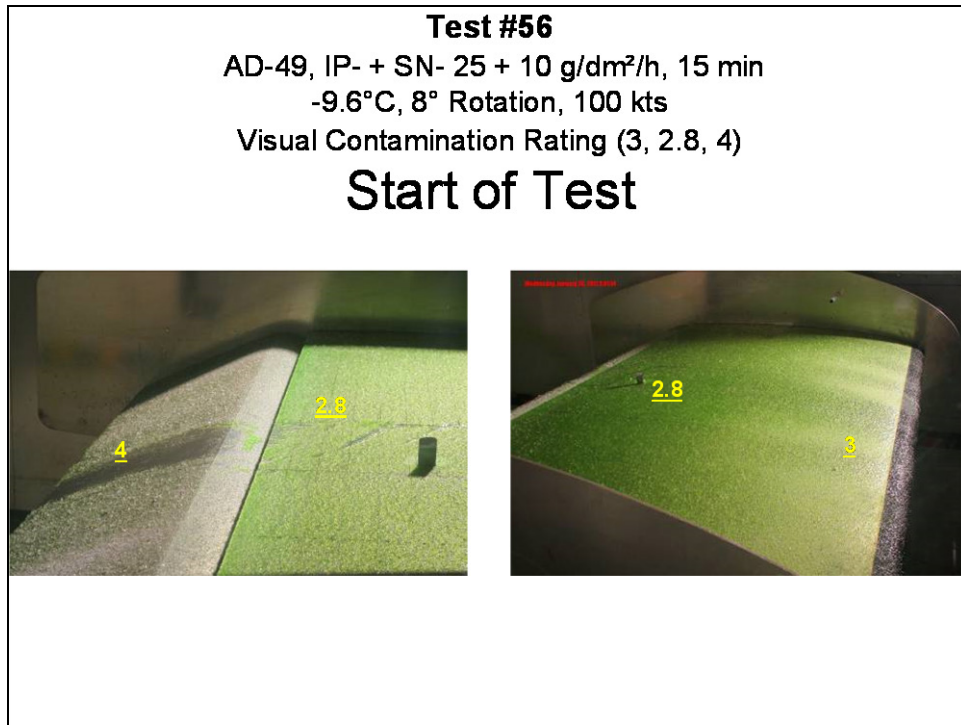 Test #56
AD-49, IP- + SN- 25 + 10 g/dm²/h, 15 min
-9.6°C, 8° Rotation, 100 kts
Visual Contamination Rating (3, 2.8, 4)
Start of Test
2.8
4
2.8
3